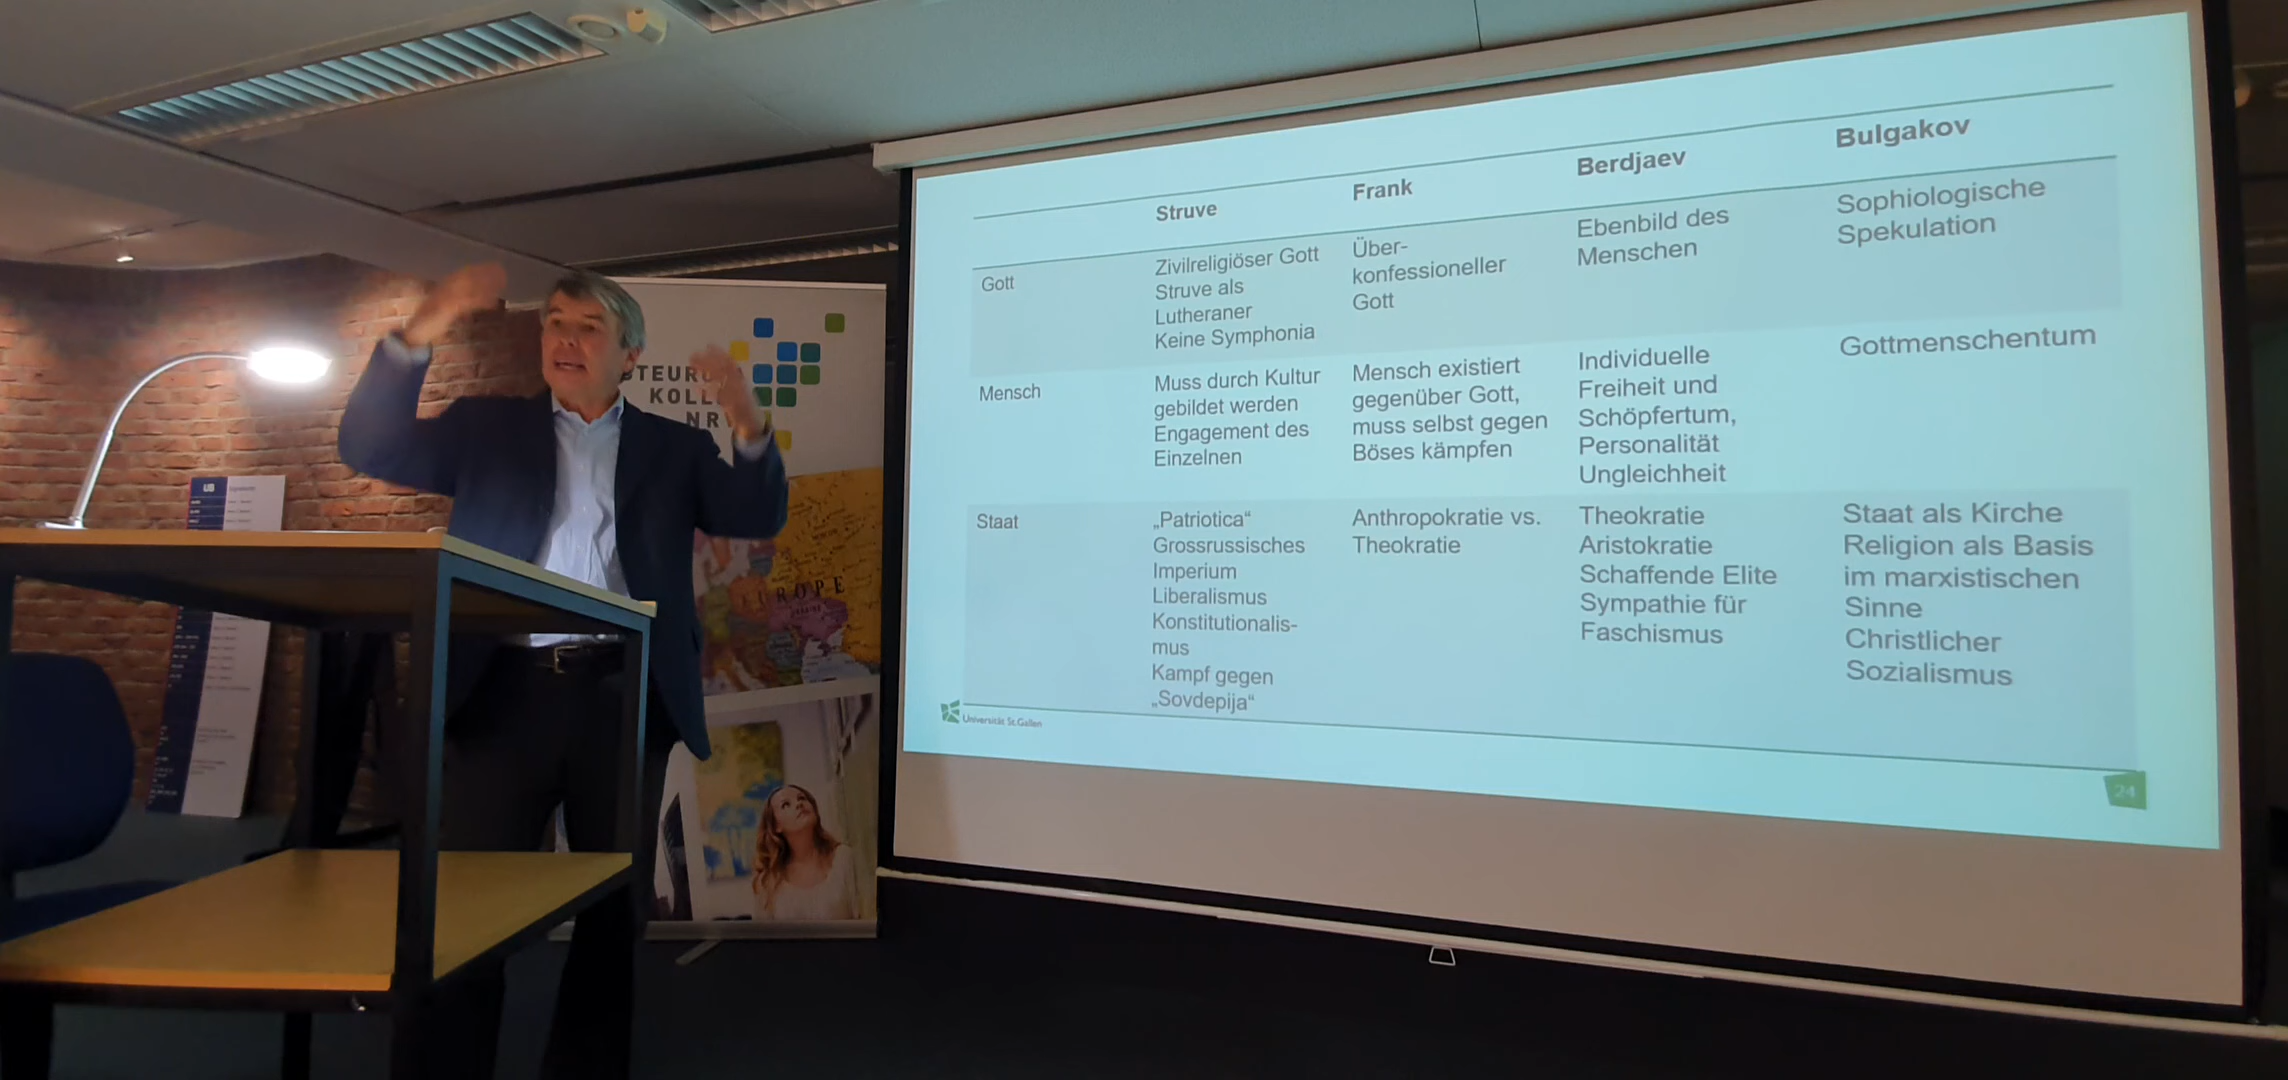 TEURO
KOLL
NR
EUROPE
UB
Struve
Frank
Berdjaev
Bulgakov
Gott
Zivilreligiöser Gott
Struve als
Lutheraner
Keine Symphonia
Über-
konfessioneller
Gott
Ebenbild des
Menschen
Sophiologische
Spekulation
Mensch
Muss durch Kultur
gebildet werden
Engagement des
Einzelnen
Mensch existiert
gegenüber Gott,
muss selbst gegen
Böses kämpfen
Individuelle
Freiheit und
Schöpfertum,
Personalität
Ungleichheit
Gottmenschentum
Staat
„Patriotica“
Grossrussisches
Imperium
Liberalismus
Konstitutionalis-
mus
Kampf gegen
„Sovdepija“
Anthropokratie vs.
Theokratie
Theokratie
Aristokratie
Schaffende Elite
Sympathie für
Faschismus
Staat als Kirche
Religion als Basis
im marxistischen
Sinne
Christlicher
Sozialismus
Universität St.Gallen
24